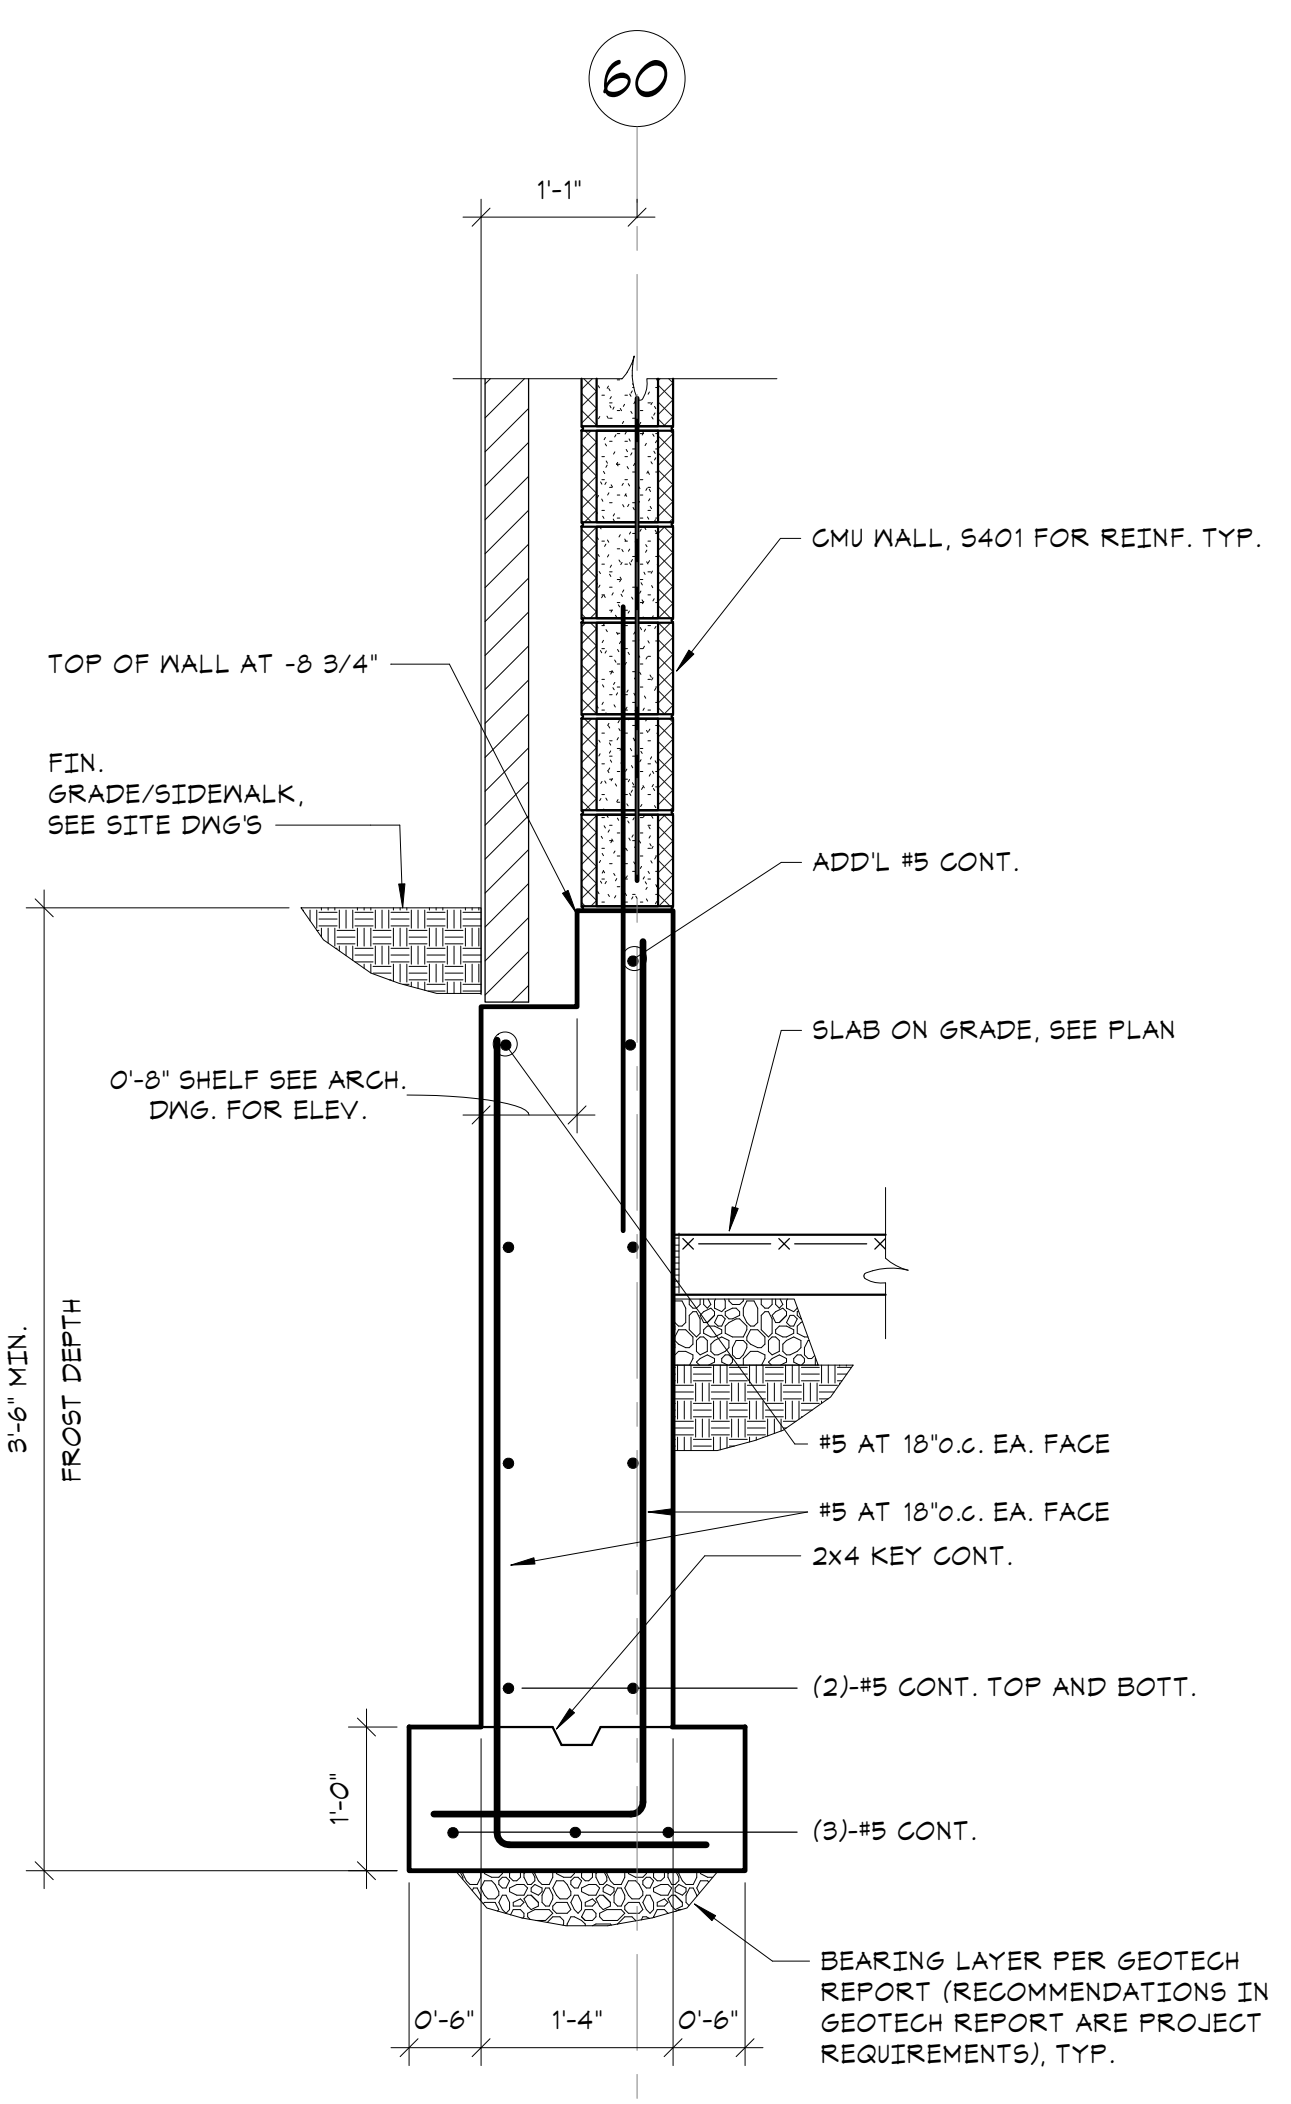 60
1'-1"
CMU WALL, S401 FOR REINF. TYP.
TOP OF WALL AT -8 3/4"
FIN.
GRADE/SIDEWALK,
SEE SITE DWG'S
ADD'L #5 CONT.
SLAB ON GRADE, SEE PLAN
0'-8" SHELF SEE ARCH.
DWG. FOR ELEV.
3'-6" MIN.
FROST DEPTH
#5 AT 18"o.c. EA. FACE
#5 AT 18"o.c. EA. FACE
2x4 KEY CONT.
(2)-#5 CONT. TOP AND BOTT.
1'-0"
(3)-#5 CONT.
BEARING LAYER PER GEOTECH
REPORT (RECOMMENDATIONS IN
GEOTECH REPORT ARE PROJECT
REQUIREMENTS), TYP.
0'-6"
1'-4"
0'-6"